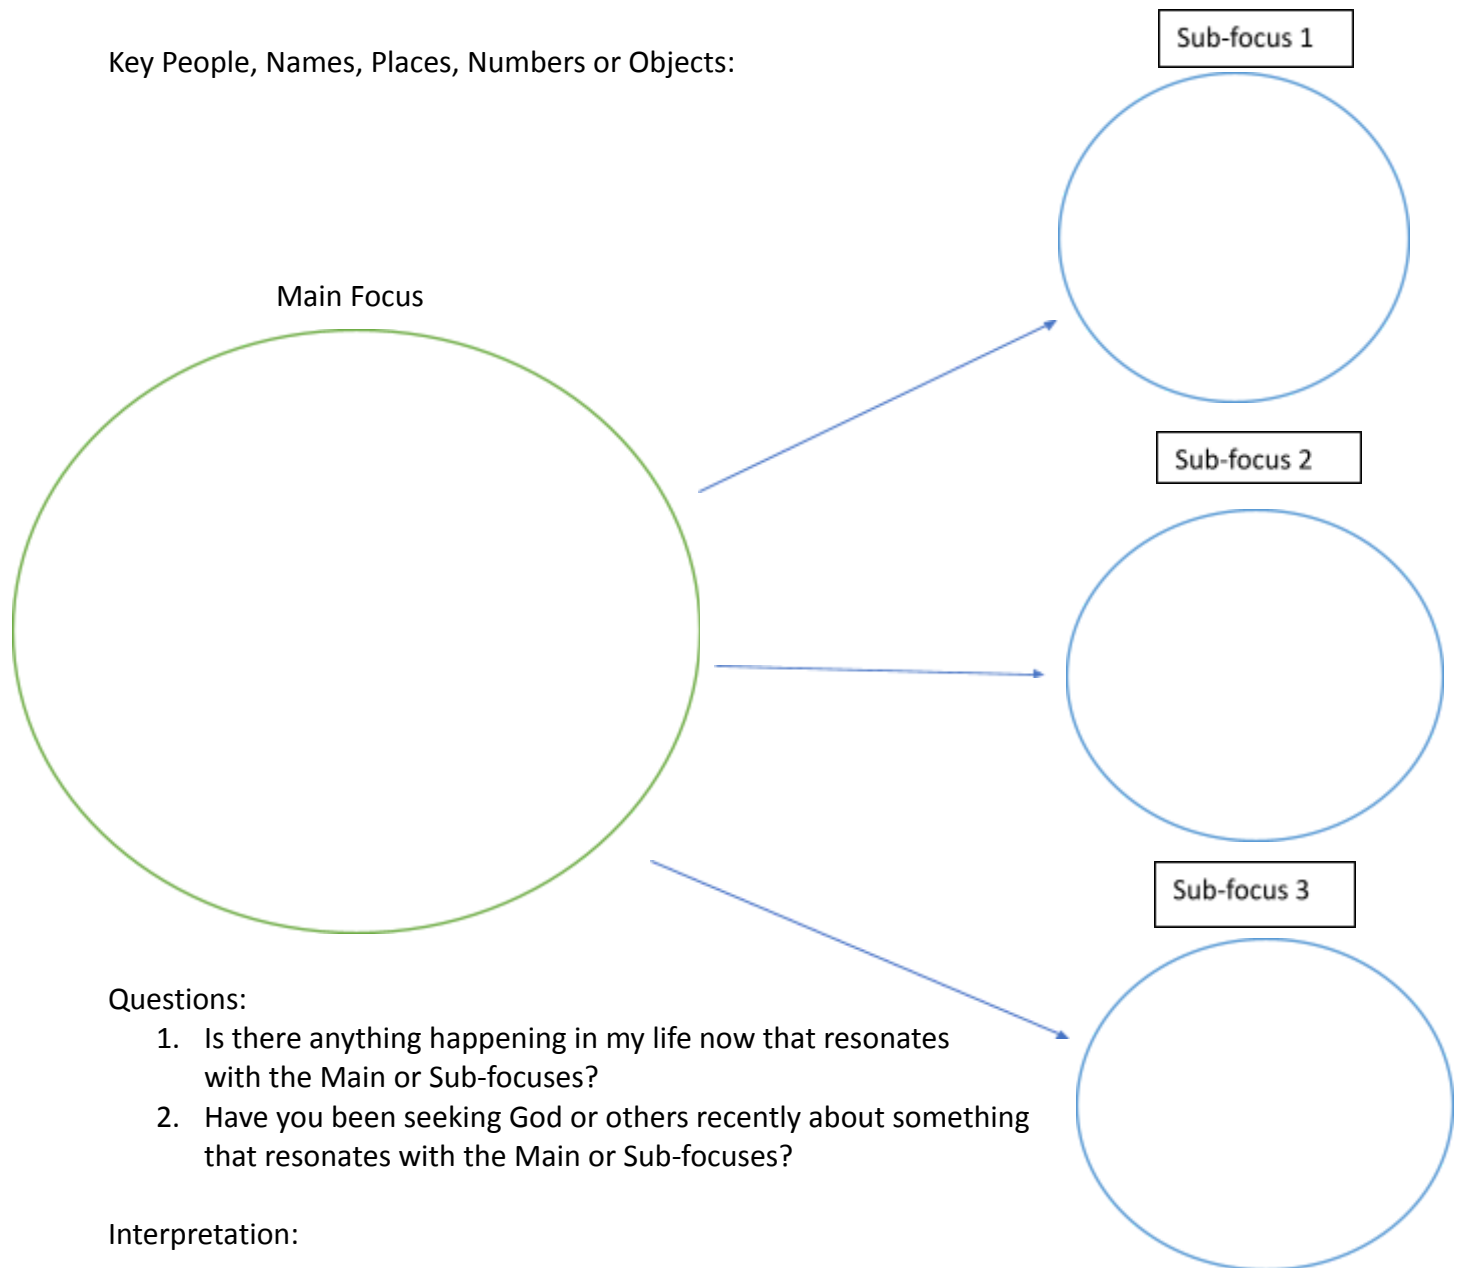 Key People, Names, Places, Numbers or Objects:
Sub-focus 1
Main Focus
Sub-focus 2
Sub-focus 3
Questions:
1. Is there anything happening in my life now that resonates
with the Main or Sub-focuses?
2. Have you been seeking God or others recently about something
that resonates with the Main or Sub-focuses?
Interpretation: